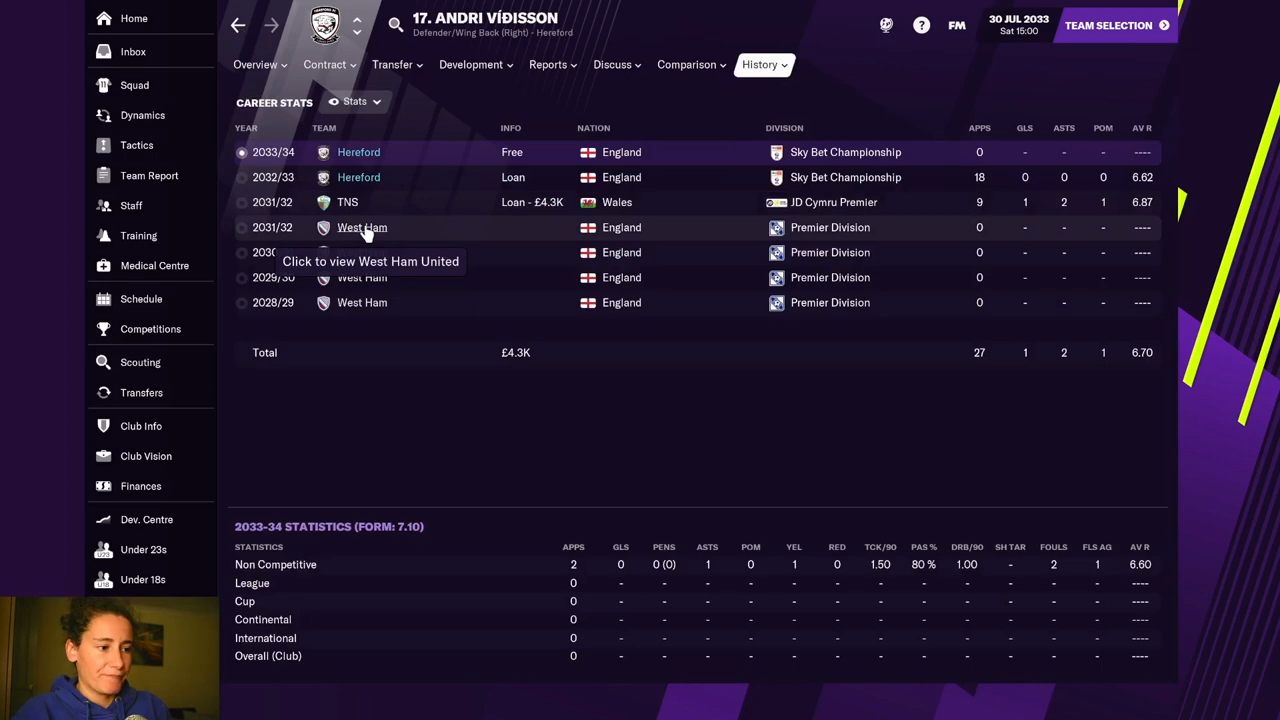 Home
Inbox
Squad
Dynamics
Tactics
Team Report
Staff
Training
Medical Centre
Schedule
Competitions
Scouting
Transfers
Club Info
Club Vision
Finances
Dev. Centre
Under 23s
Under 18s
17. ANDRI VÍÐISSON
Defender/Wing Back (Right) - Hereford
FM
30 JUL 2033
Sat 15:00
TEAM SELECTION
Overview Contract Transfer Development Reports Discuss Comparison History
CAREER STATS Stats
YEAR TEAM INFO NATION DIVISION APPS GLS ASTS POM AV R
2033/34 Hereford Free England Sky Bet Championship 0 - - - ----
2032/33 Hereford Loan England Sky Bet Championship 18 0 0 0 6.62
2031/32 TNS Loan - £4.3K Wales JD Cymru Premier 9 1 2 1 6.87
2031/32 West Ham England Premier Division 0 - - - ----
England Premier Division 0 - - - ----
Click to view West Ham United
2029/30 West Ham England Premier Division 0 - - - ----
2028/29 West Ham England Premier Division 0 - - - ----
Total £4.3K 27 1 2 1 6.70
2033-34 STATISTICS (FORM: 7.10)
STATISTICS APPS GLS PENS ASTS POM YEL RED TCK/90 PAS % DRB/90 SH TAR FOULS FLS AG AV R
Non Competitive 2 0 0 (0) 1 0 1 0 1.50 80 % 1.00 - 2 1 6.60
League 0 - - - - - - - - - - - - ----
Cup 0 - - - - - - - - - - - - ----
Continental 0 - - - - - - - - - - - - ----
International 0 - - - - - - - - - - - - ----
Overall (Club) 0 - - - - - - - - - - - - ----